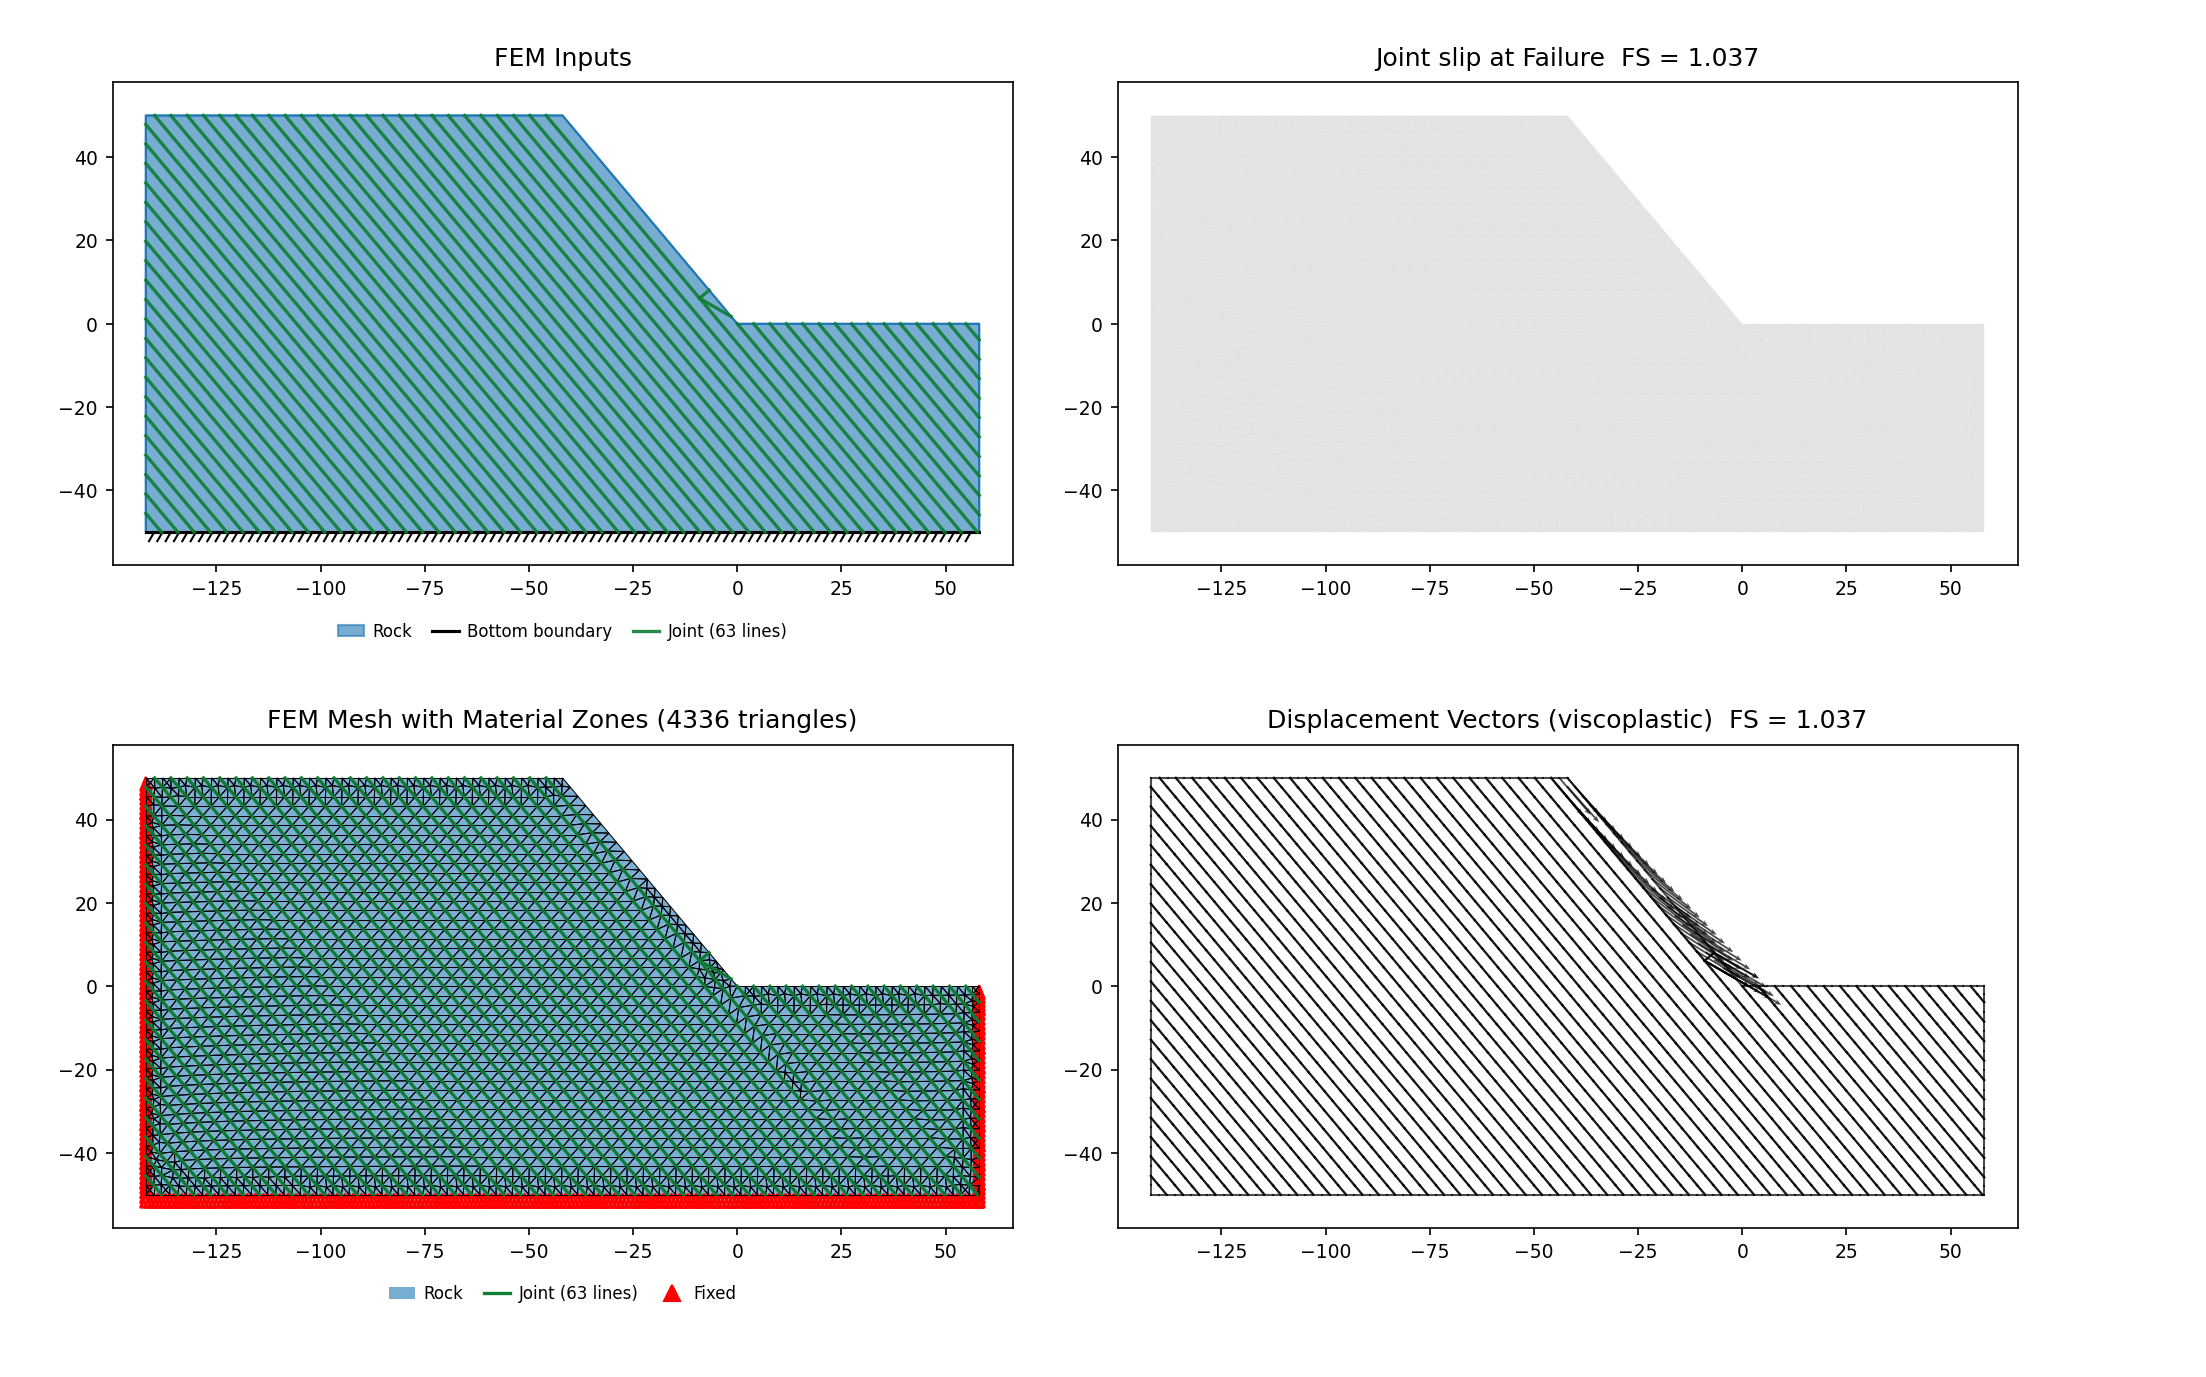 FEM Inputs
40
20
0
−20
−40
−125 −100 −75 −50 −25 0 25 50
Rock Bottom boundary Joint (63 lines)
Joint slip at Failure FS = 1.037
40
20
0
−20
−40
−125 −100 −75 −50 −25 0 25 50
FEM Mesh with Material Zones (4336 triangles)
40
20
0
−20
−40
−125 −100 −75 −50 −25 0 25 50
Rock Joint (63 lines) Fixed
Displacement Vectors (viscoplastic) FS = 1.037
40
20
0
−20
−40
−125 −100 −75 −50 −25 0 25 50